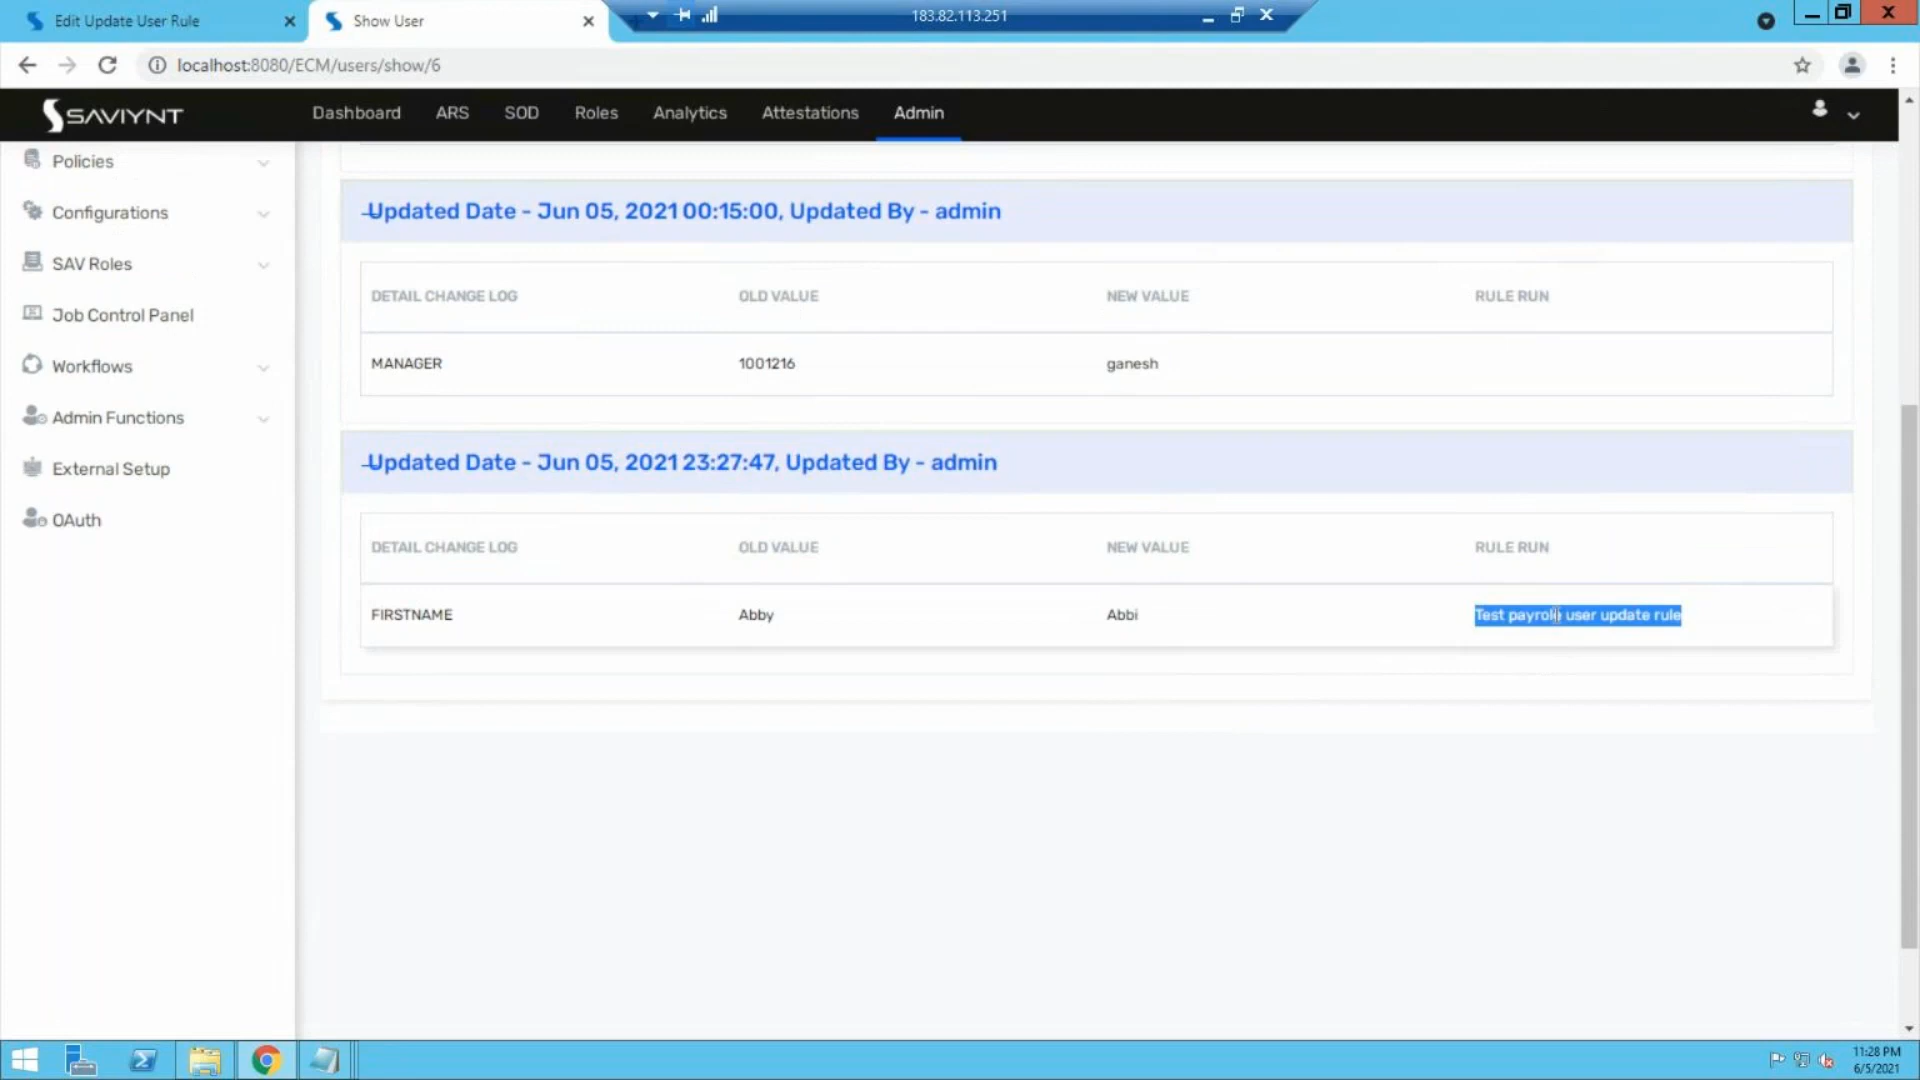 Edit Update User Rule
Show User
183.82.113.251
localhost:8080/ECM/users/show/6
SAVIYNT
Dashboard
ARS
SOD
Roles
Analytics
Attestations
Admin
Policies
Configurations
SAV Roles
Job Control Panel
Workflows
Admin Functions
External Setup
OAuth
Updated Date - Jun 05, 2021 00:15:00, Updated By - admin
DETAIL CHANGE LOG OLD VALUE NEW VALUE RULE RUN
MANAGER 1001216 ganesh
Updated Date - Jun 05, 2021 23:27:47, Updated By - admin
DETAIL CHANGE LOG OLD VALUE NEW VALUE RULE RUN
FIRSTNAME Abby Abbi Test payrole user update rule
11:28 PM
6/5/2021